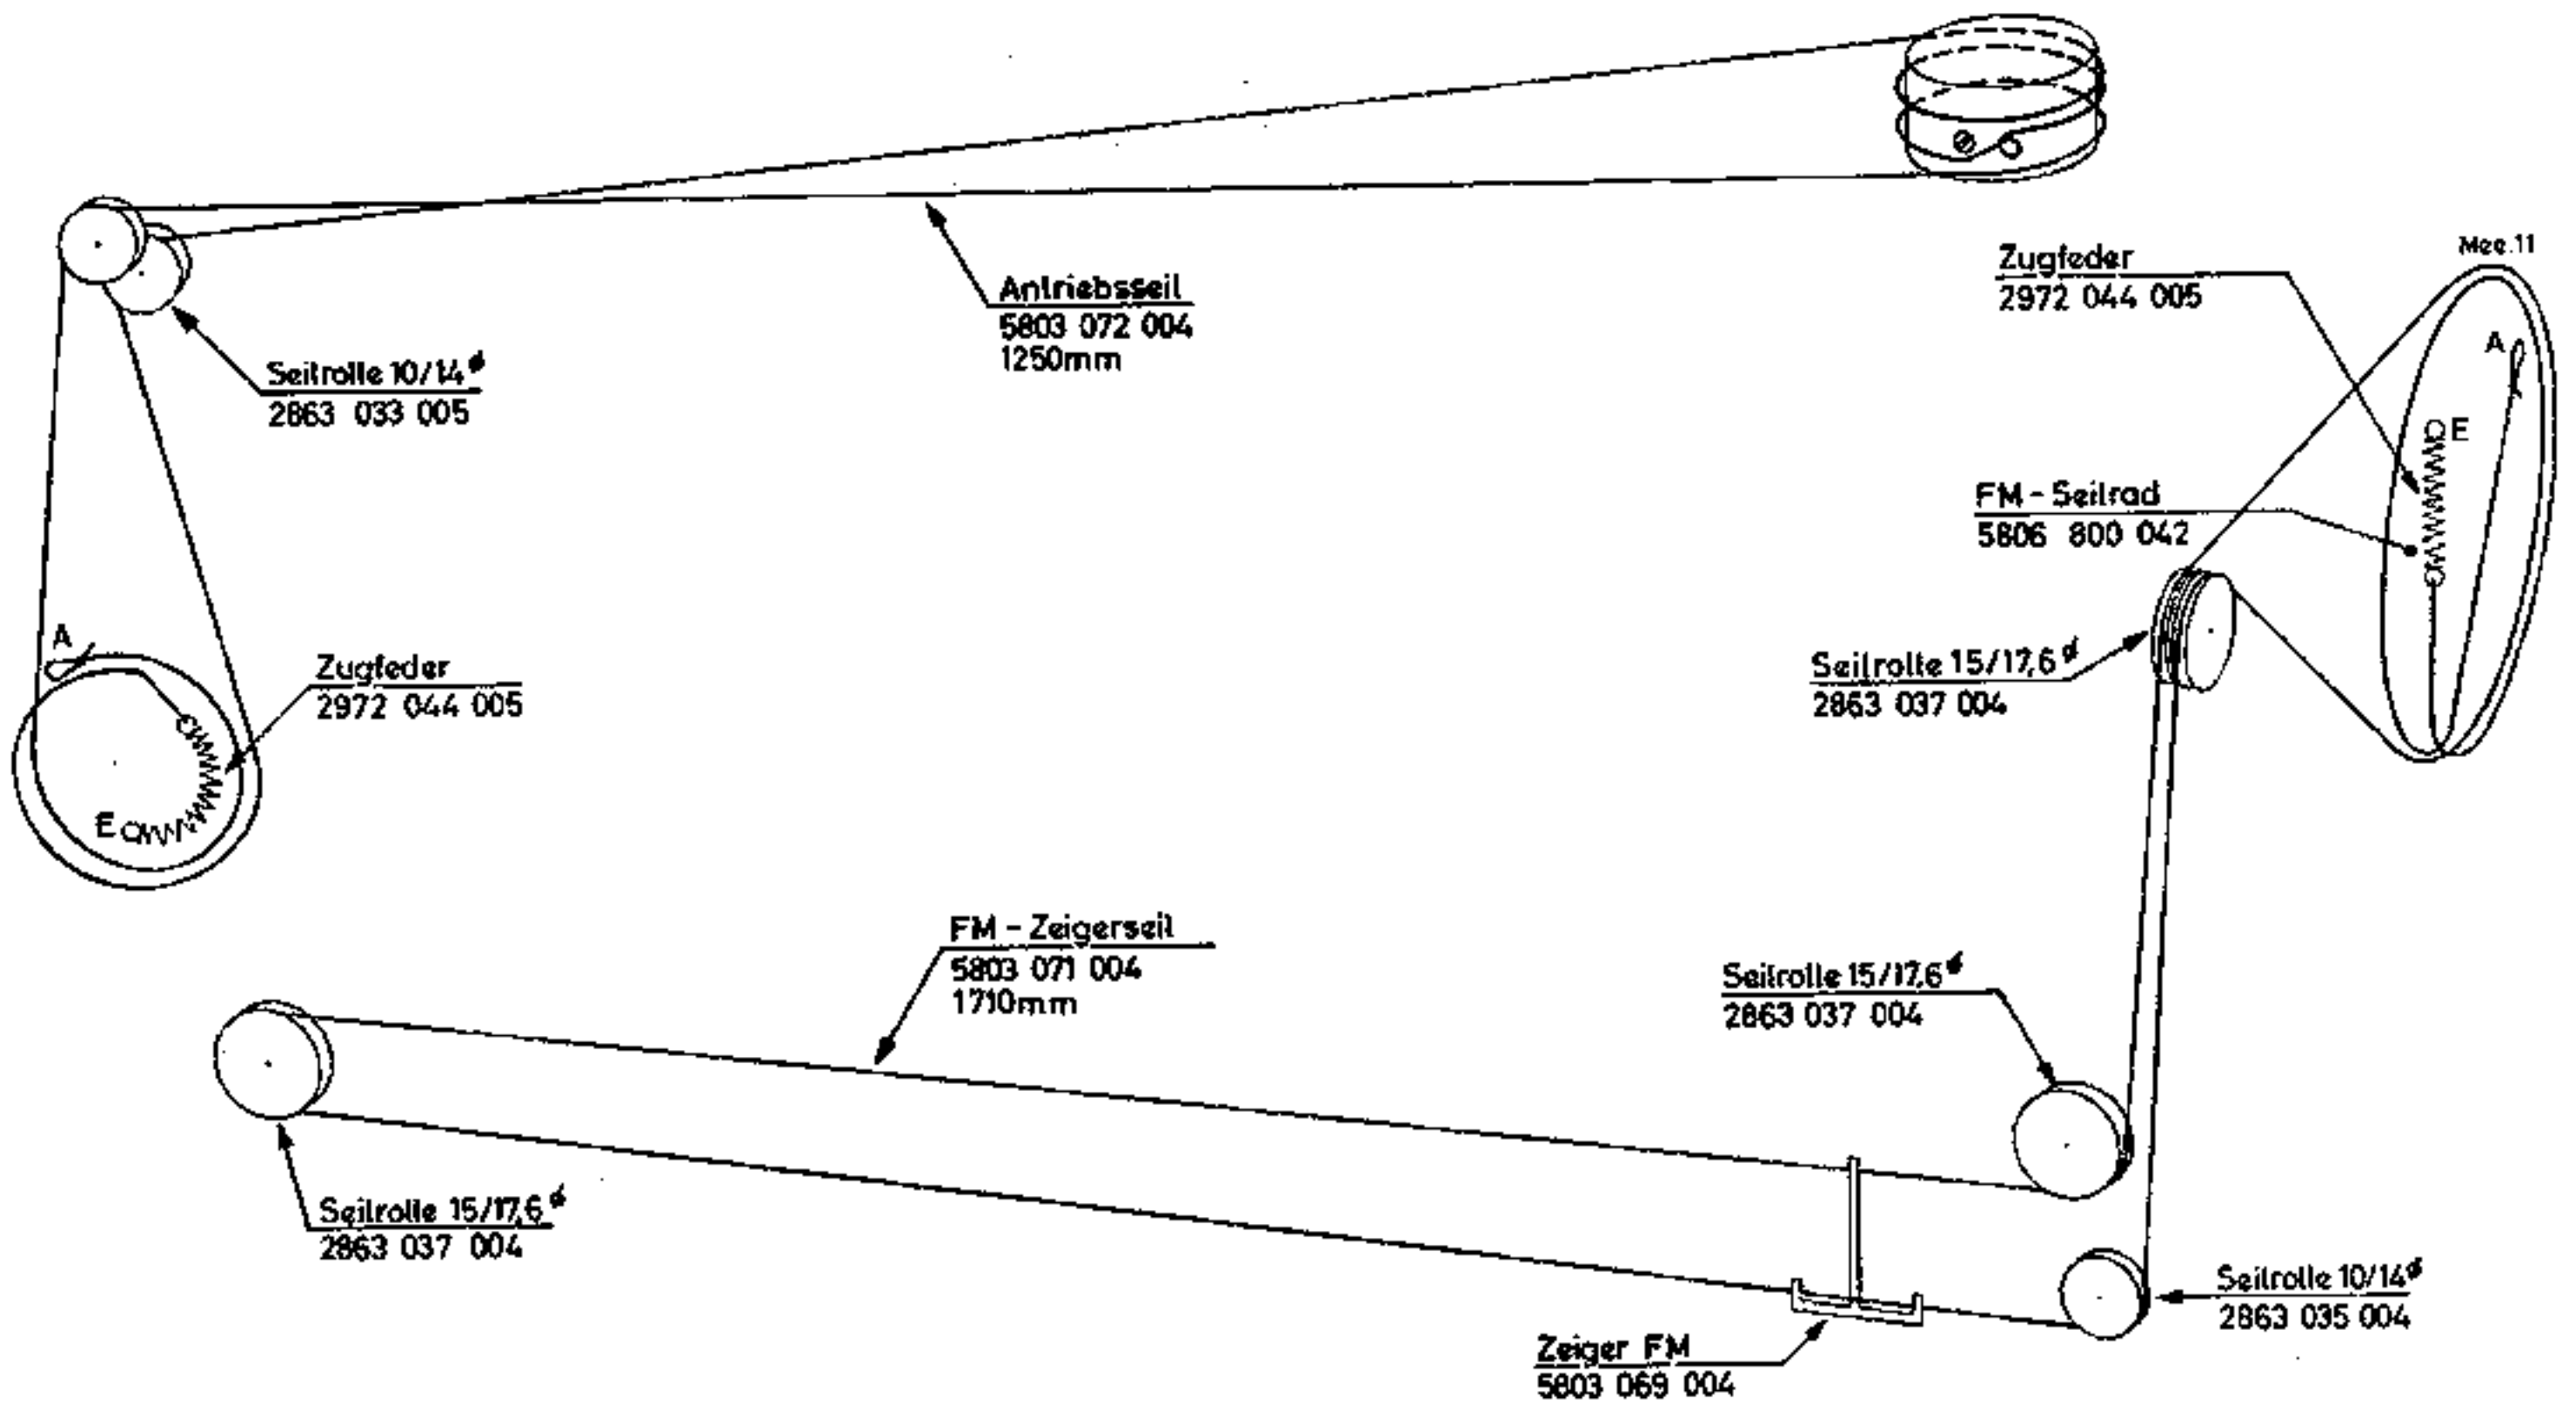 Mec.11
Zugfeder
2972 044 005
Antriebsseil
5803 072 004
1250mm
A
Seilrolle 10/14 ø
2863 033 005
E
FM - Seilrad
5806 800 042
A
Zugfeder
2972 044 005
Seilrolle 15/17,6 ø
2863 037 004
E
FM - Zeigerseil
5803 071 004
1710mm
Seilrolle 15/17,6 ø
2863 037 004
Seilrolle 15/17,6 ø
2863 037 004
Seilrolle 10/14 ø
2863 035 004
Zeiger FM
5803 069 004